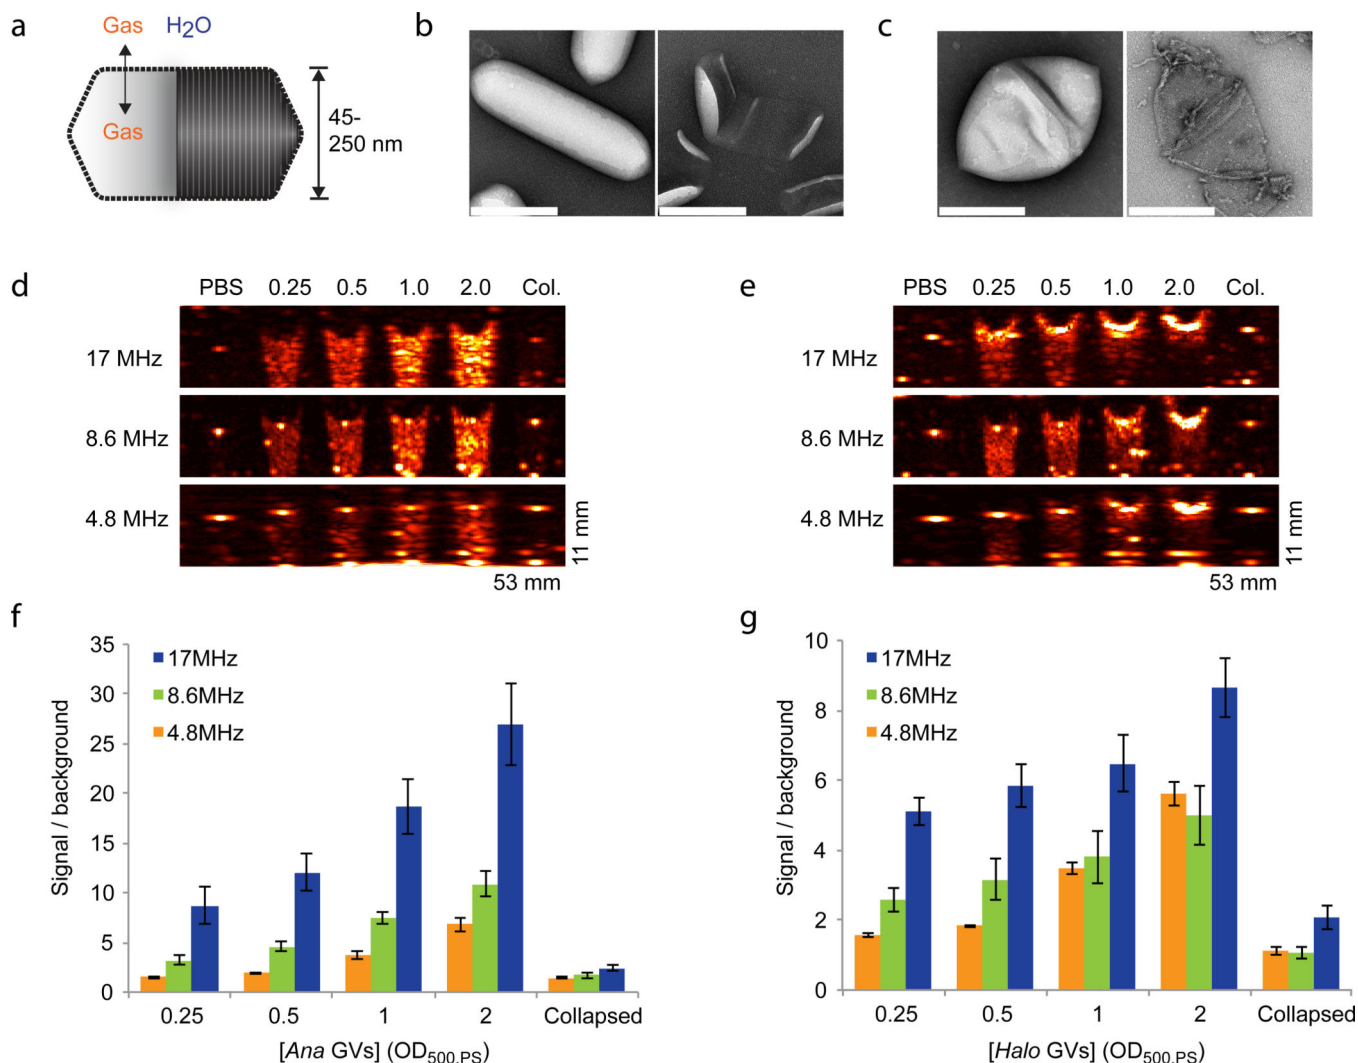 a
Gas H₂O
Gas
45-
250 nm
b
c
d
PBS 0.25 0.5 1.0 2.0 Col.
17 MHz
8.6 MHz
4.8 MHz
11 mm
53 mm
e
PBS 0.25 0.5 1.0 2.0 Col.
17 MHz
8.6 MHz
4.8 MHz
11 mm
53 mm
f
Signal / background
35
30
25
20
15
10
5
0
17MHz
8.6MHz
4.8MHz
0.25 0.5 1 2 Collapsed
[Ana GVs] (OD500,PS)
g
Signal / background
10
8
6
4
2
0
17MHz
8.6MHz
4.8MHz
0.25 0.5 1 2 Collapsed
[Halo GVs] (OD500,PS)